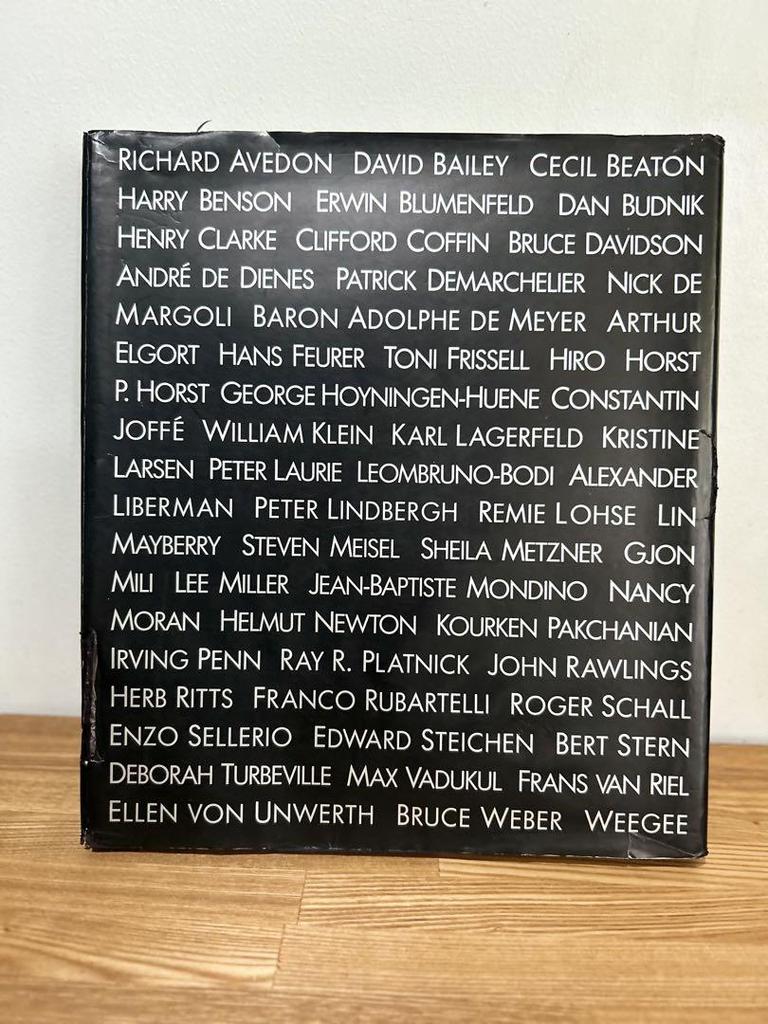 RICHARD AVEDON DAVID BAILEY CECIL BEATON
HARRY BENSON ERWIN BLUMENFELD DAN BUDNIK
HENRY CLARKE CLIFFORD COFFIN BRUCE DAVIDSON
ANDRÉ DE DIENES PATRICK DEMARCHELIER NICK DE
MARGOLI BARON ADOLPHE DE MEYER ARTHUR
ELGORT HANS FEURER TONI FRISSELL HIRO HORST
P. HORST GEORGE HOYNINGEN-HUENE CONSTANTIN
JOFFÉ WILLIAM KLEIN KARL LAGERFELD KRISTINE
LARSEN PETER LAURIE LEOMBRUNO-BODI ALEXANDER
LIBERMAN PETER LINDBERGH REMIE LOHSE LIN
MAYBERRY STEVEN MEISEL SHEILA METZNER GJON
MILI LEE MILLER JEAN-BAPTISTE MONDINO NANCY
MORAN HELMUT NEWTON KOURKEN PAKCHANIAN
IRVING PENN RAY R. PLATNICK JOHN RAWLINGS
HERB RITTS FRANCO RUBARTELLI ROGER SCHALL
ENZO SELLERIO EDWARD STEICHEN BERT STERN
DEBORAH TURBEVILLE MAX VADUKUL FRANS VAN RIEL
ELLEN VON UNWERTH BRUCE WEBER WEEGEE